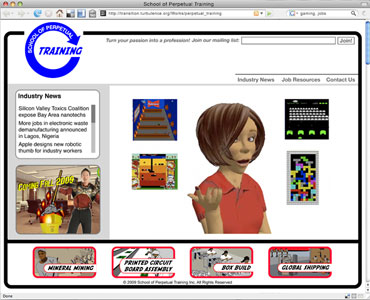 School of Perpetual Training
http://transition.turbulence.org/Works/perpetual_training
gaming jobs
SCHOOL OF PERPETUAL
TRAINING
Turn your passion into a profession! Join our mailing list:
Join!
Industry News
Job Resources
Contact Us
Industry News
Silicon Valley Toxics Coalition
expose Bay Area nanotechs
More jobs in electronic waste
demanufacturing announced
in Lagos, Nigeria
Apple designs new robotic
thumb for industry workers
COMING FALL 2009
MINERAL MINING
PRINTED CIRCUIT
BOARD ASSEMBLY
BOX BUILD
GLOBAL SHIPPING
© 2009 School of Perpetual Training Inc. All Rights Reserved
Done